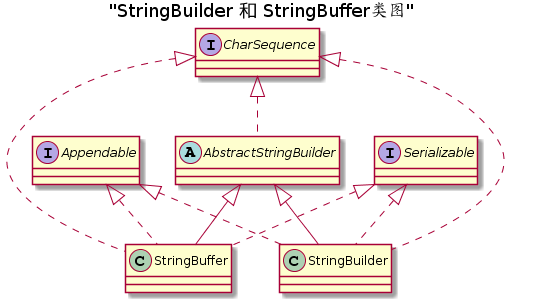 "StringBuilder 和 StringBuffer类图"
I CharSequence
I Appendable
A AbstractStringBuilder
I Serializable
C StringBuffer
C StringBuilder